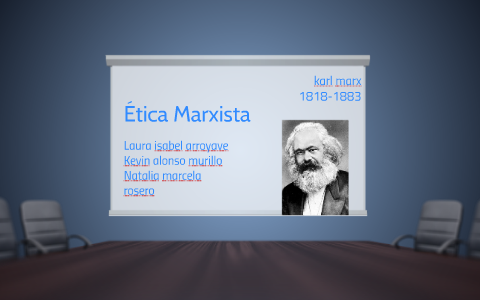 karl marx
1818-1883
Ética Marxista
Laura isabel arroyave
Kevin alonso murillo
Natalia marcela
rosero